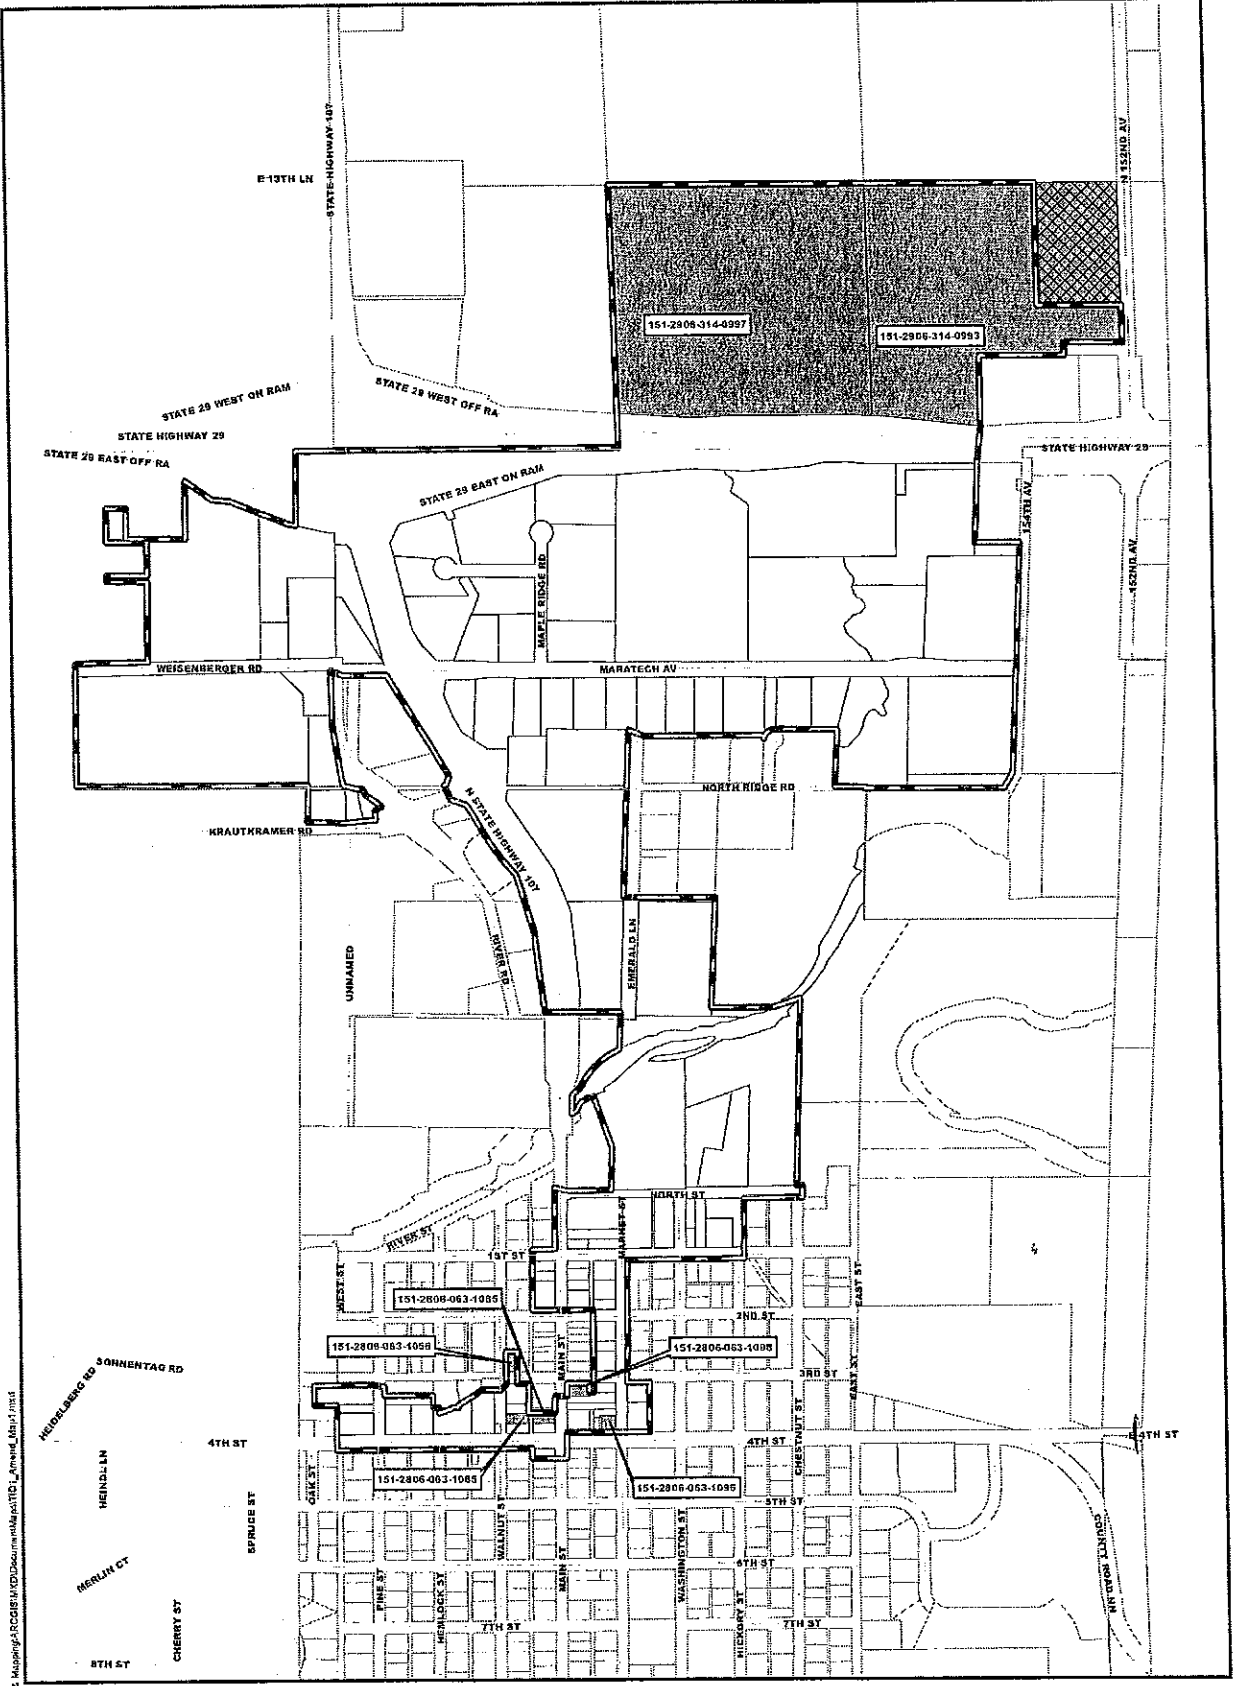 N 152ND AV
STATE HIGHWAY 107
E 13TH LN
151-2906-314-0997
151-2906-314-0993
STATE 29 WEST ON RAM
STATE 29 WEST OFF RA
STATE HIGHWAY 29
STATE 29 EAST OFF RA
STATE HIGHWAY 29
STATE 29 EAST ON RAM
154TH AV
152ND AV
MAPLE RIDGE RD
WEISENBERGER RD
MARATECH AV
NORTH RIDGE RD
N STATE HIGHWAY 107
KRAUTKRAMER RD
UNNAMED
RIVER RD
EMERALD LN
NORTH ST
MARKET ST
RIVER ST
1ST ST
WEST ST
EAST ST
151-2806-063-1085
2ND ST
151-2806-063-1056
MAIN ST
HEIDELBERG RD
SONNENTAG RD
3RD ST
EAST ST
CHESTNUT ST
4TH ST
4TH ST
E 4TH ST
151-2806-063-1065
151-2806-063-1095
HEINDL LN
OAK ST
SPRUCE ST
WALNUT ST
5TH ST
MAIN ST
WASHINGTON ST
COUNTY ROAD NN
6TH ST
MERLIN CT
PINE ST
HEMLOCK ST
HICKORY ST
CHERRY ST
7TH ST
7TH ST
8TH ST